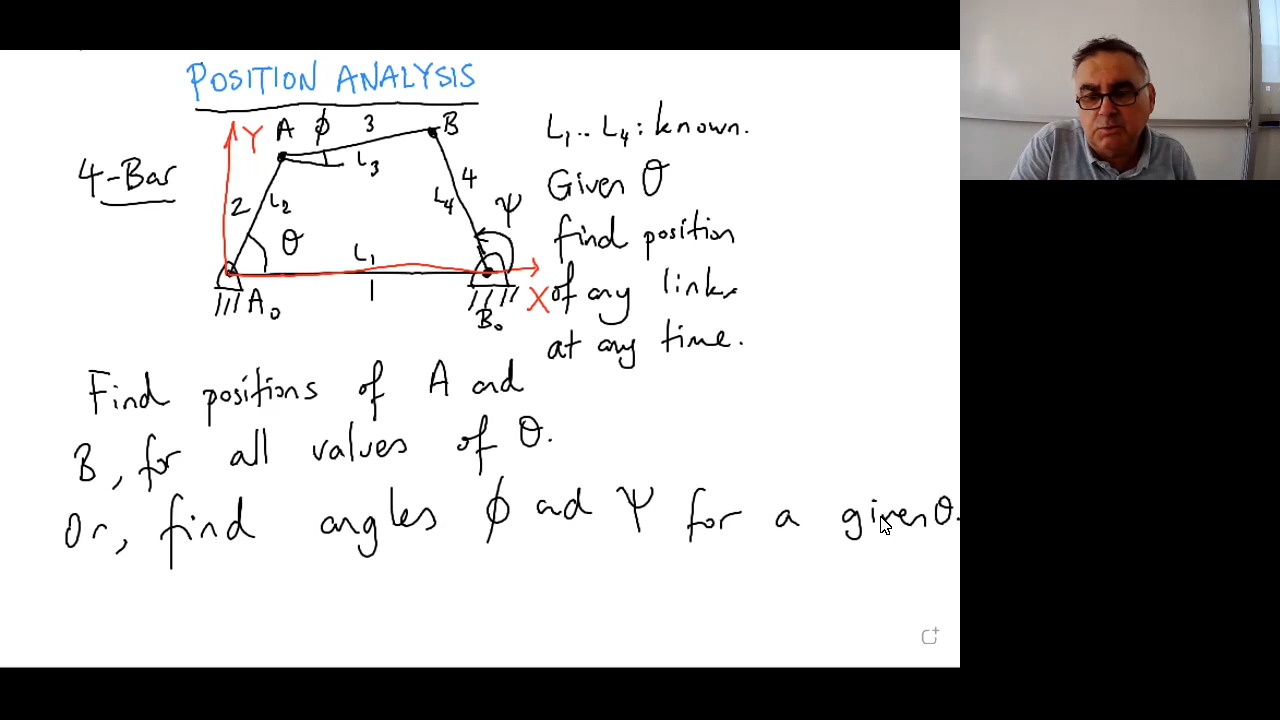 POSITION ANALYSIS
4-Bar
Y
A
ϕ
3
B
L3
2
L2
θ
L1
1
4
L4
Ψ
X
A0
B0
L1..L4: known.
Given θ
find position
of any links
at any time.
Find positions of A and
B, for all values of θ.
Or, find angles ϕ and Ψ for a given θ.